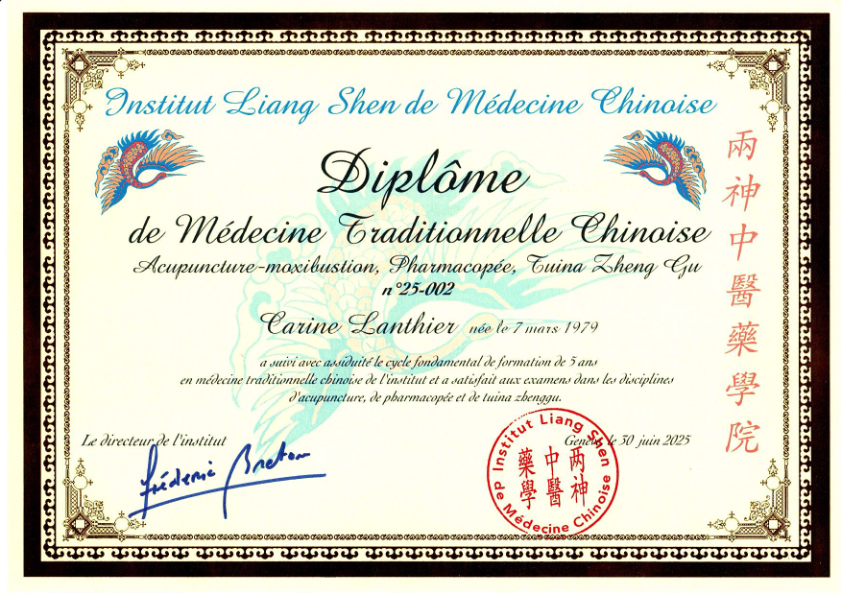 Institut Liang Shen de Médecine Chinoise
Diplôme
de Médecine Traditionnelle Chinoise
Acupuncture-moxibustion, Pharmacopée, Tuina Zheng Gu
n°25-002
Carine Lanthier née le 7 mars 1979
a suivi avec assiduité le cycle fondamental de formation de 5 ans
en médecine traditionnelle chinoise de l'institut et a satisfait aux examens dans les disciplines
d'acupuncture, de pharmacopée et de tuina zhenggu.
Le directeur de l'institut
Frédéric Breton
Genève le 30 juin 2025
Institut Liang Shen De Médecine Chinoise
两神
中醫
藥學
兩神中醫藥學院